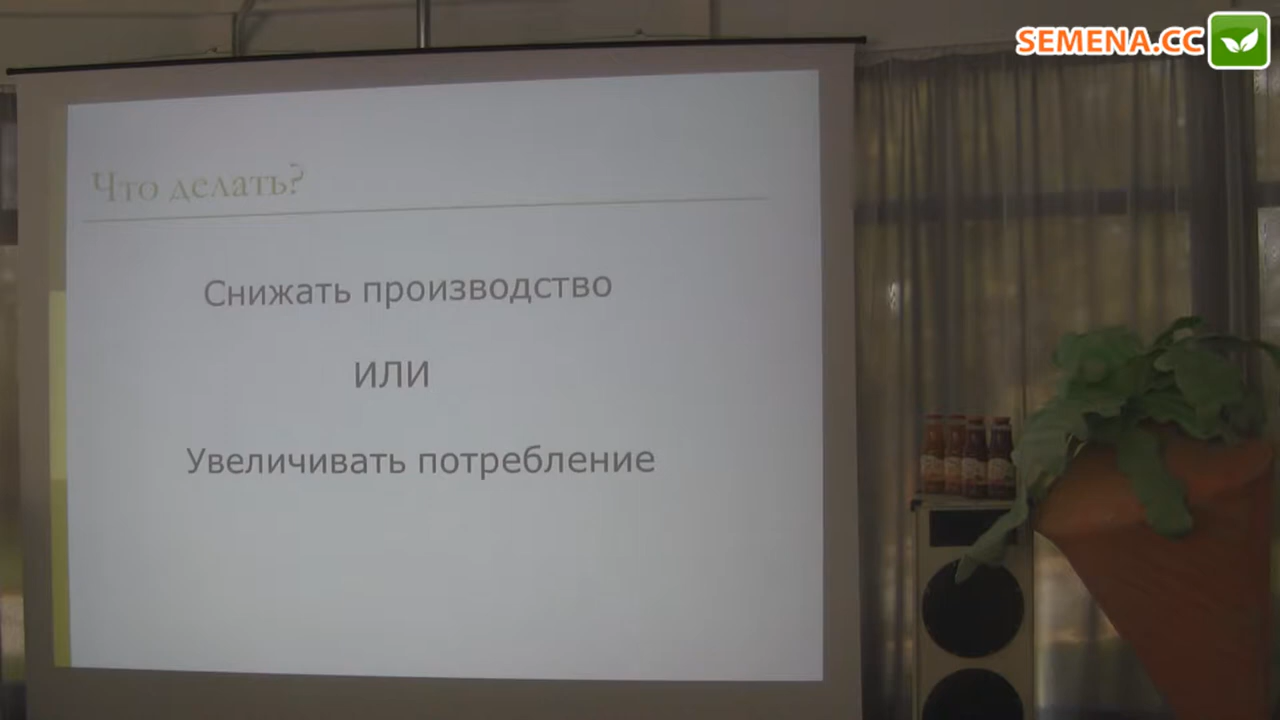 SEMENA.CC
Что делать?
Снижать производство
ИЛИ
Увеличивать потребление